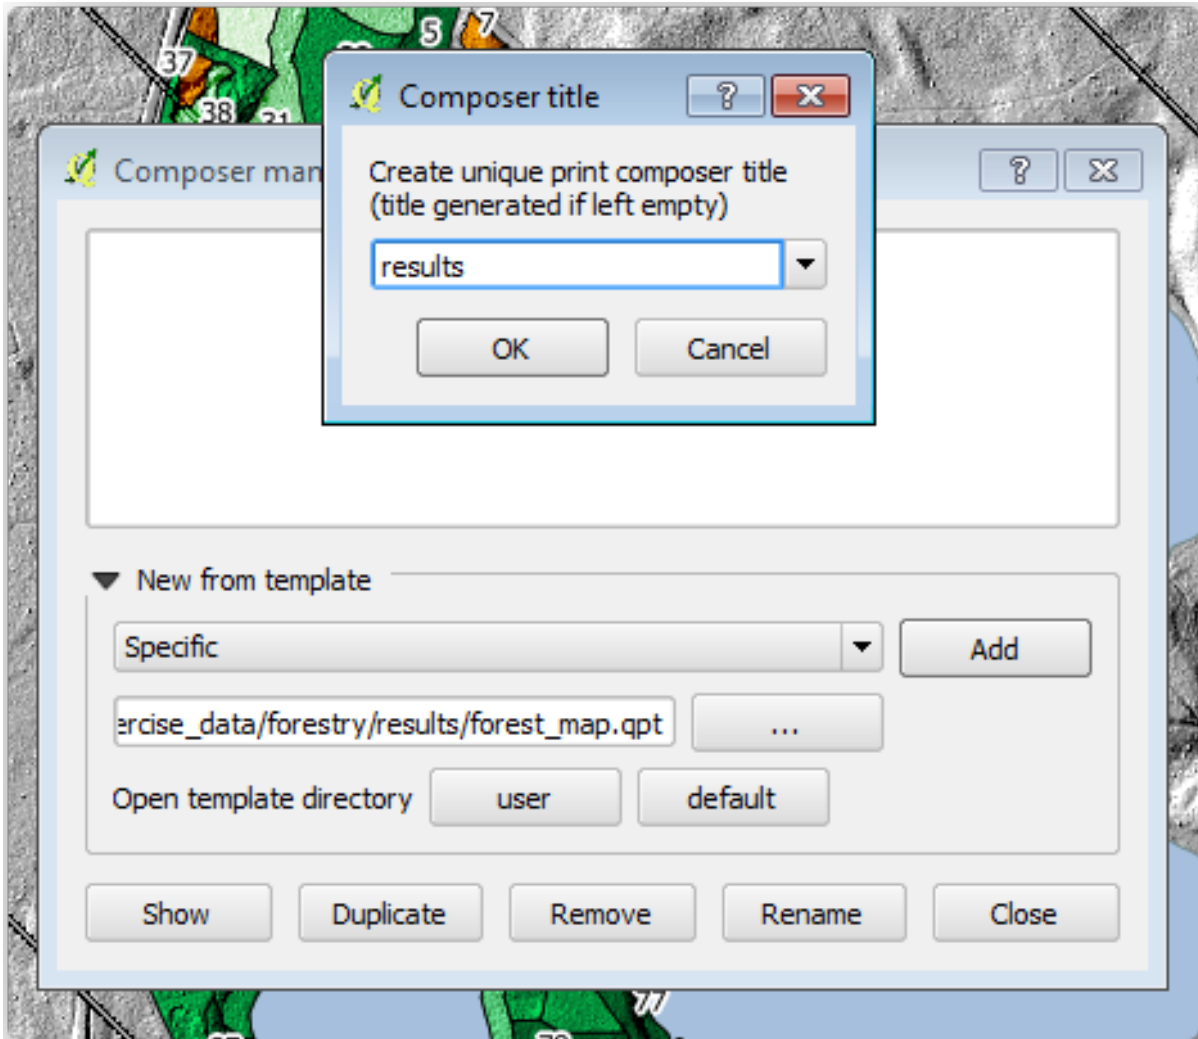 5
7
37
38
Composer title
Composer man
Create unique print composer title
(title generated if left empty)
results
OK
Cancel
New from template
Specific
Add
ercise_data/forestry/results/forest_map.qpt
...
Open template directory
user
default
Show
Duplicate
Remove
Rename
Close
77